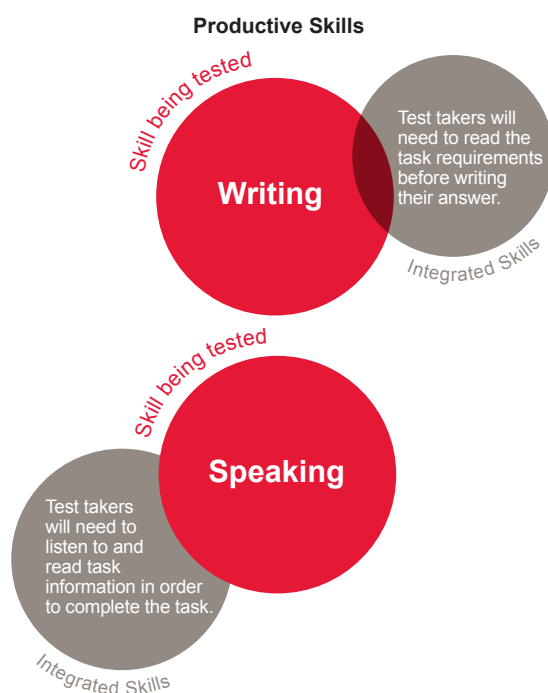 Productive Skills
Skill being tested
Writing
Test takers will
need to read the
task requirements
before writing
their answer.
Integrated Skills
Skill being tested
Speaking
Test takers
will need to
listen to and
read task
information in order
to complete the task.
Integrated Skills